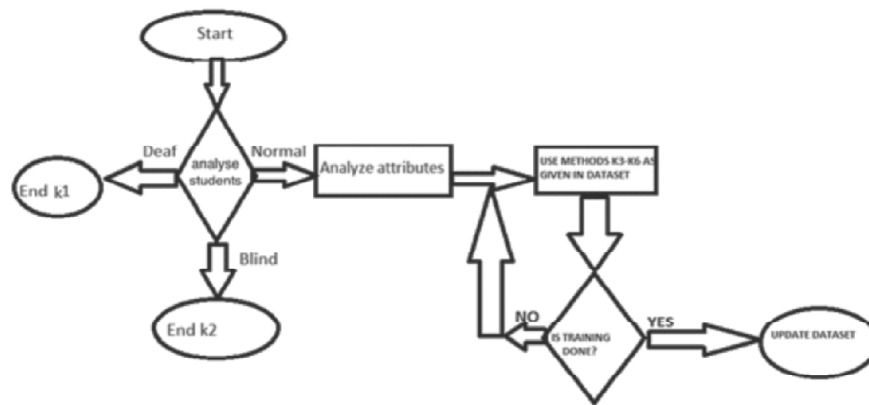 Start
Deaf
analyse
students
Normal
Analyze attributes
USE METHODS K3-K6 AS
GIVEN IN DATASET
End k1
Blind
End k2
NO
IS TRAINING
DONE?
YES
UPDATE DATASET